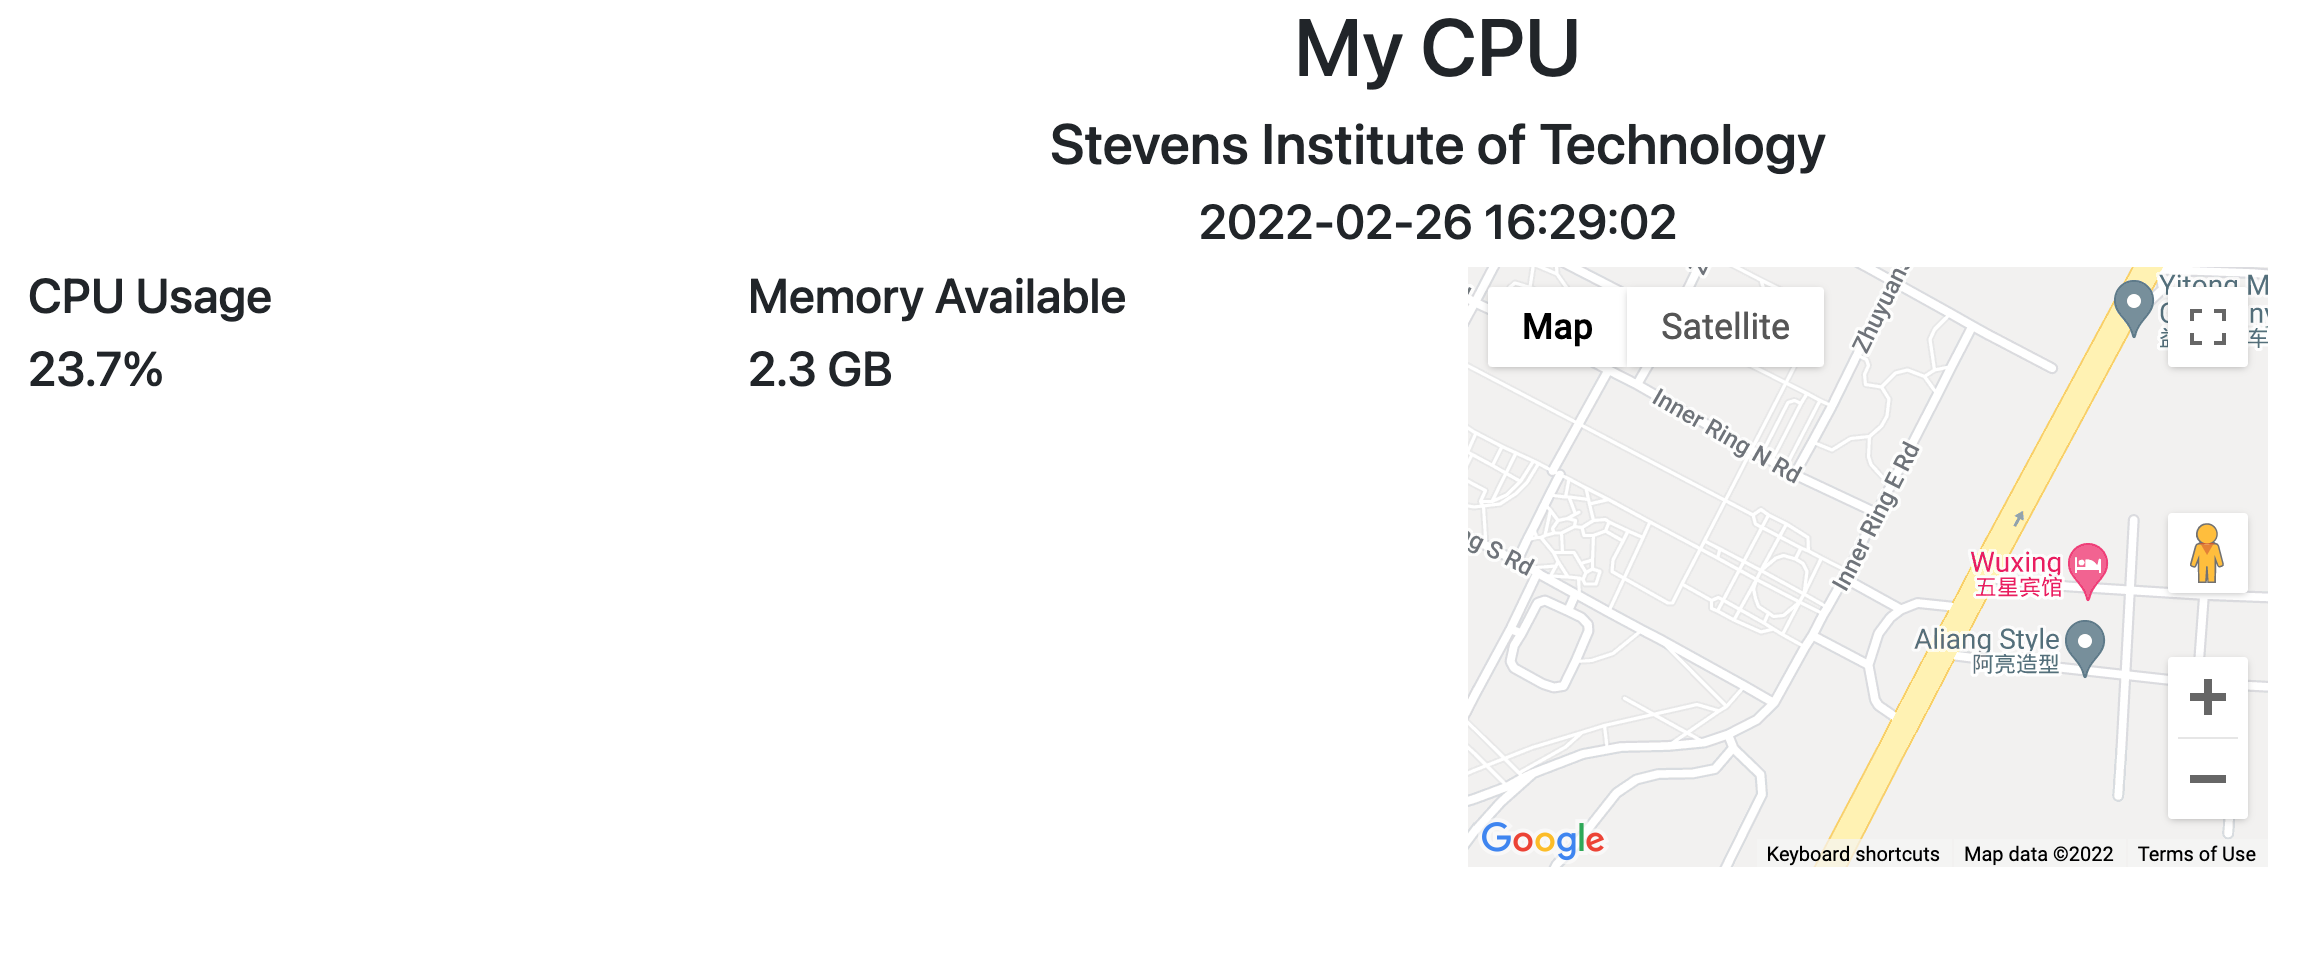 My CPU
Stevens Institute of Technology
2022-02-26 16:29:02
CPU Usage
23.7%
Memory Available
2.3 GB
Map
Satellite
Yitong
Inner Ring N Rd
Inner Ring E Rd
S Rd
Wuxing
五星宾馆
Aliang Style
阿亮造型
Google
Keyboard shortcuts
Map data ©2022
Terms of Use